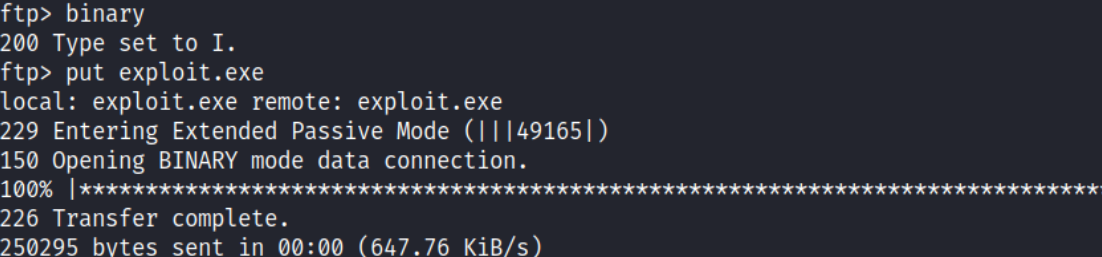 ftp> binary
200 Type set to I.
ftp> put exploit.exe
local: exploit.exe remote: exploit.exe
229 Entering Extended Passive Mode (|||49165|)
150 Opening BINARY mode data connection.
100% |*****************************************************************************
226 Transfer complete.
250295 bytes sent in 00:00 (647.76 KiB/s)